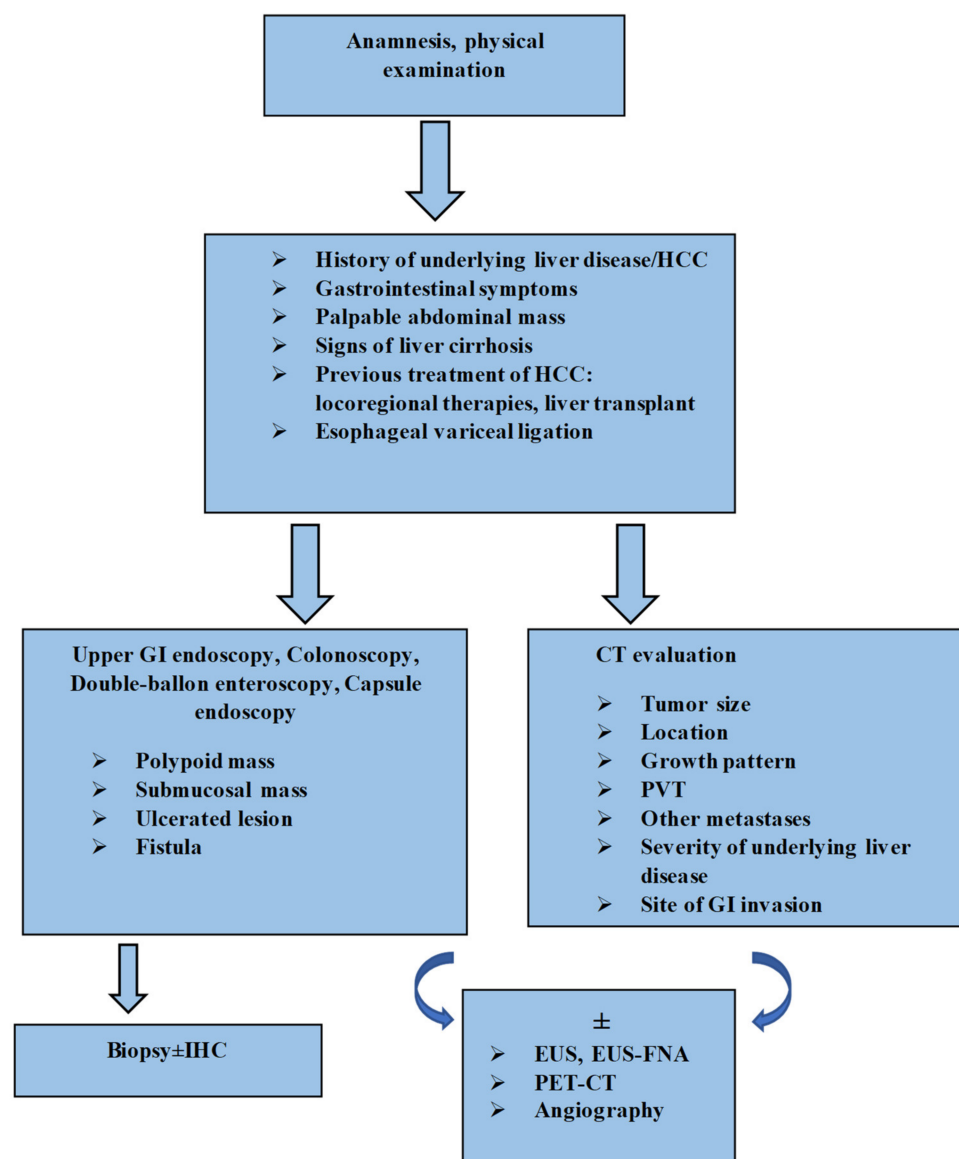 Anamnesis, physical
examination
➢ History of underlying liver disease/HCC
➢ Gastrointestinal symptoms
➢ Palpable abdominal mass
➢ Signs of liver cirrhosis
➢ Previous treatment of HCC:
locoregional therapies, liver transplant
➢ Esophageal variceal ligation
Upper GI endoscopy, Colonoscopy,
Double-ballon enteroscopy, Capsule
endoscopy
➢ Polypoid mass
➢ Submucosal mass
➢ Ulcerated lesion
➢ Fistula
CT evaluation
➢ Tumor size
➢ Location
➢ Growth pattern
➢ PVT
➢ Other metastases
➢ Severity of underlying liver
disease
➢ Site of GI invasion
Biopsy±IHC
±
➢ EUS, EUS-FNA
➢ PET-CT
➢ Angiography